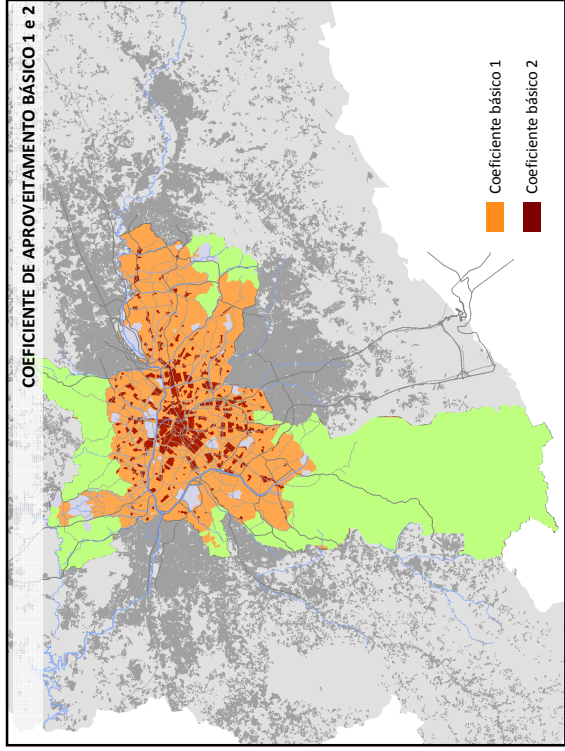 COEFICIENTE DE APROVEITAMENTO BÁSICO 1 e 2
Coeficiente básico 1
Coeficiente básico 2